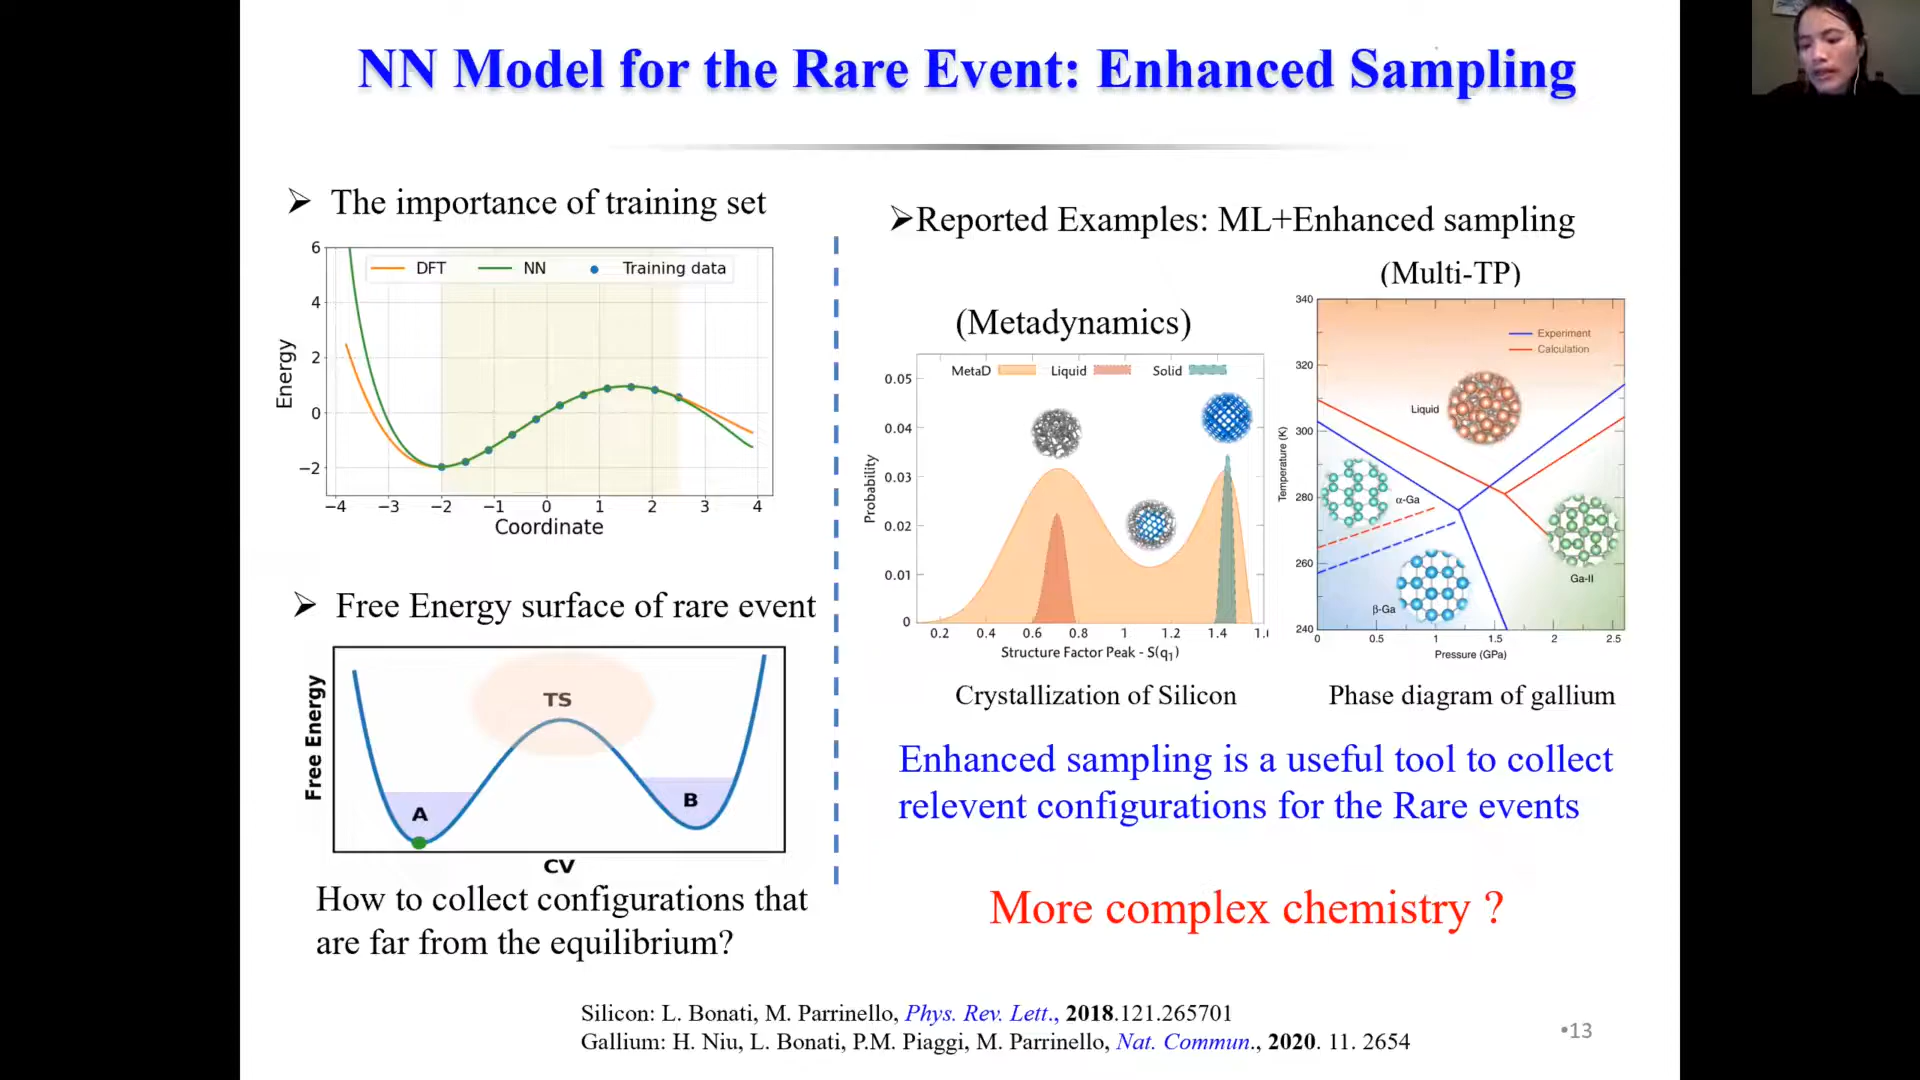 NN Model for the Rare Event: Enhanced Sampling
➢ The importance of training set
6
4
2
0
−2
−4 −3 −2 −1 0 1 2 3 4
Energy
Coordinate
DFT NN Training data
➢ Free Energy surface of rare event
Free Energy
TS
A
B
CV
How to collect configurations that
are far from the equilibrium?
➢Reported Examples: ML+Enhanced sampling
(Metadynamics)
MetaD Liquid Solid
0.05
0.04
0.03
0.02
0.01
0
0.2 0.4 0.6 0.8 1 1.2 1.4
Probability
Structure Factor Peak - S(q1)
Crystallization of Silicon
(Multi-TP)
Experiment
Calculation
340
320
300
280
260
240
0 0.5 1 1.5 2 2.5
Temperature (K)
Pressure (GPa)
Liquid
α-Ga
β-Ga
Ga-II
Phase diagram of gallium
Enhanced sampling is a useful tool to collect
relevent configurations for the Rare events
More complex chemistry ?
Silicon: L. Bonati, M. Parrinello, Phys. Rev. Lett., 2018.121.265701
Gallium: H. Niu, L. Bonati, P.M. Piaggi, M. Parrinello, Nat. Commun., 2020. 11. 2654
•13